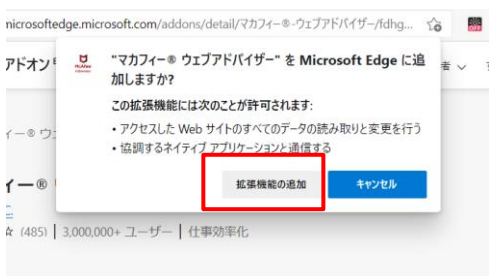 microsoftedge.microsoft.com/addons/detail/マカフィー®-ウェブアドバイザー/fdhg...
OFF
アドオン
"マカフィー® ウェブアドバイザー" を Microsoft Edge に追
加しますか?
者
この拡張機能には次のことが許可されます:
• アクセスした Web サイトのすべてのデータの読み取りと変更を行う
• 協調するネイティブ アプリケーションと通信する
ィー® ウ
拡張機能の追加
キャンセル
ィー®
(485) | 3,000,000+ ユーザー | 仕事効率化